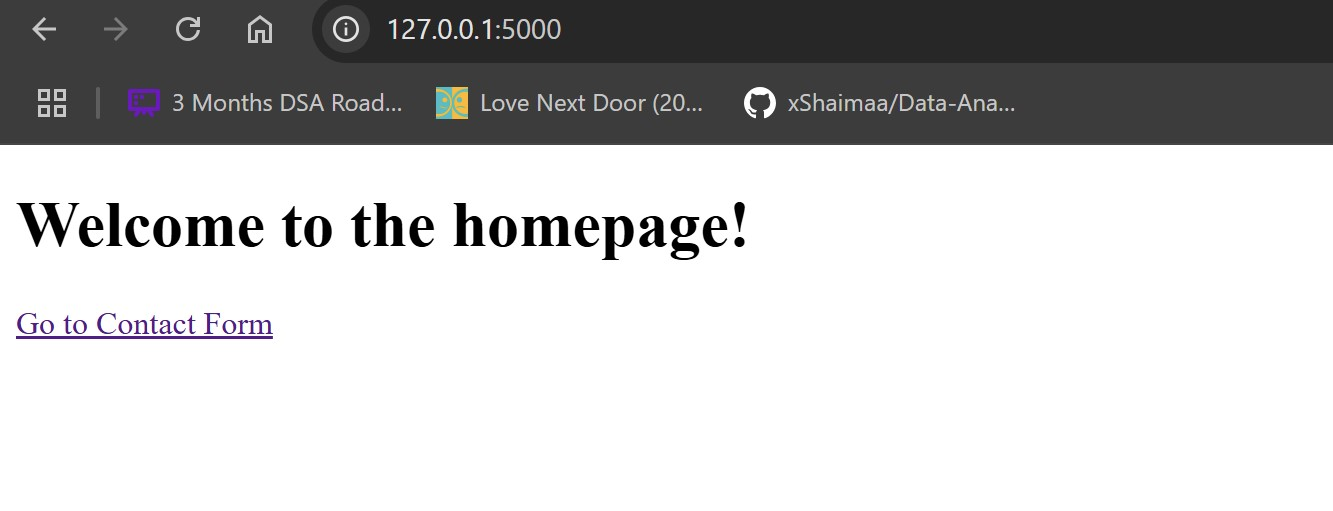 127.0.0.1:5000
3 Months DSA Road... Love Next Door (20... xShaimaa/Data-Ana...
Welcome to the homepage!
Go to Contact Form